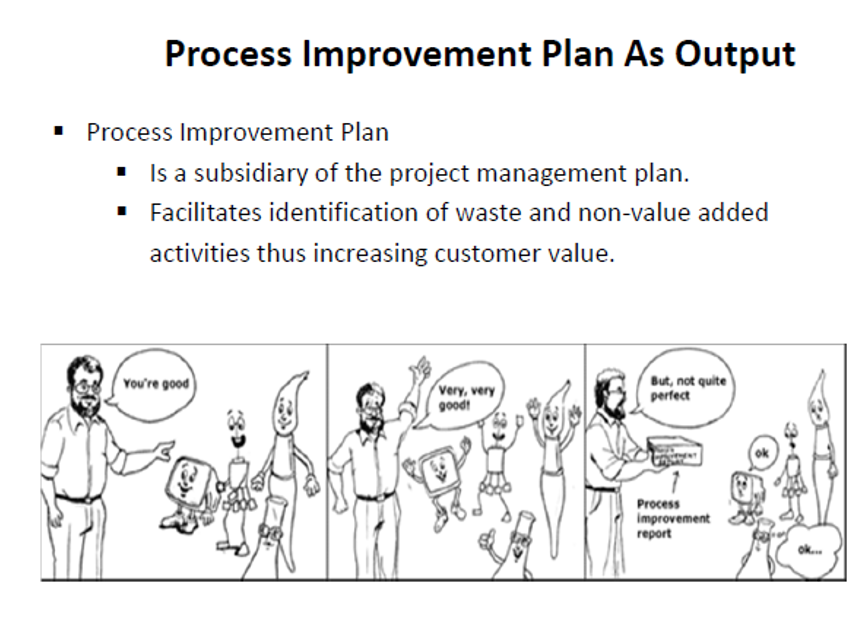 Process Improvement Plan As Output
▪ Process Improvement Plan
▪ Is a subsidiary of the project management plan.
▪ Facilitates identification of waste and non-value added
activities thus increasing customer value.
You're good
Very, very
good!
But, not quite
perfect
Process
improvement
report
ok
ok...